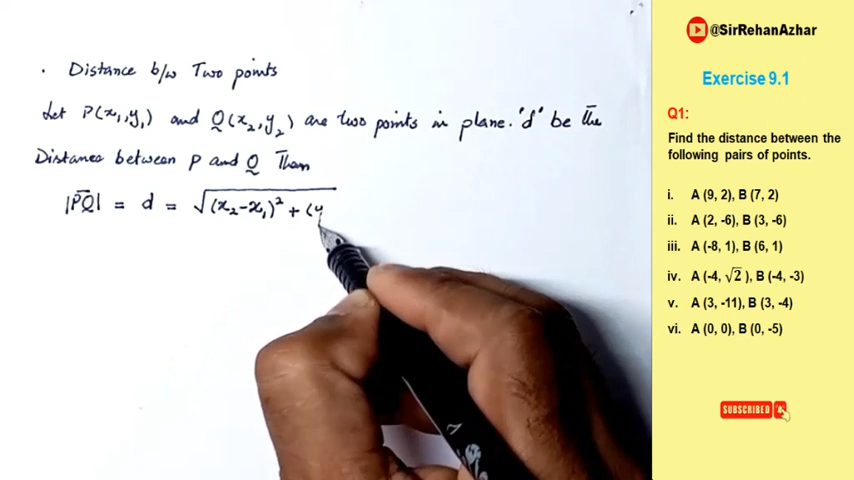 . Distance b/w Two points
Let P(x₁,y₁) and Q(x₂,y₂) are two points in plane. "d" be the
Distance between P and Q Then
|PQ| = d = √(x₂-x₁)² + (y
@SirRehanAzhar
Exercise 9.1
Q1:
Find the distance between the
following pairs of points.
i. A (9, 2), B (7, 2)
ii. A (2, -6), B (3, -6)
iii. A (-8, 1), B (6, 1)
iv. A (-4, √2 ), B (-4, -3)
v. A (3, -11), B (3, -4)
vi. A (0, 0), B (0, -5)
SUBSCRIBED